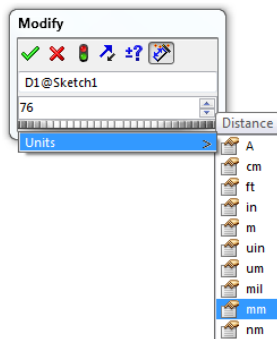 Modify
±?
D1@Sketch1
76
Units >
Distance
A
cm
ft
in
m
uin
um
mil
mm
nm